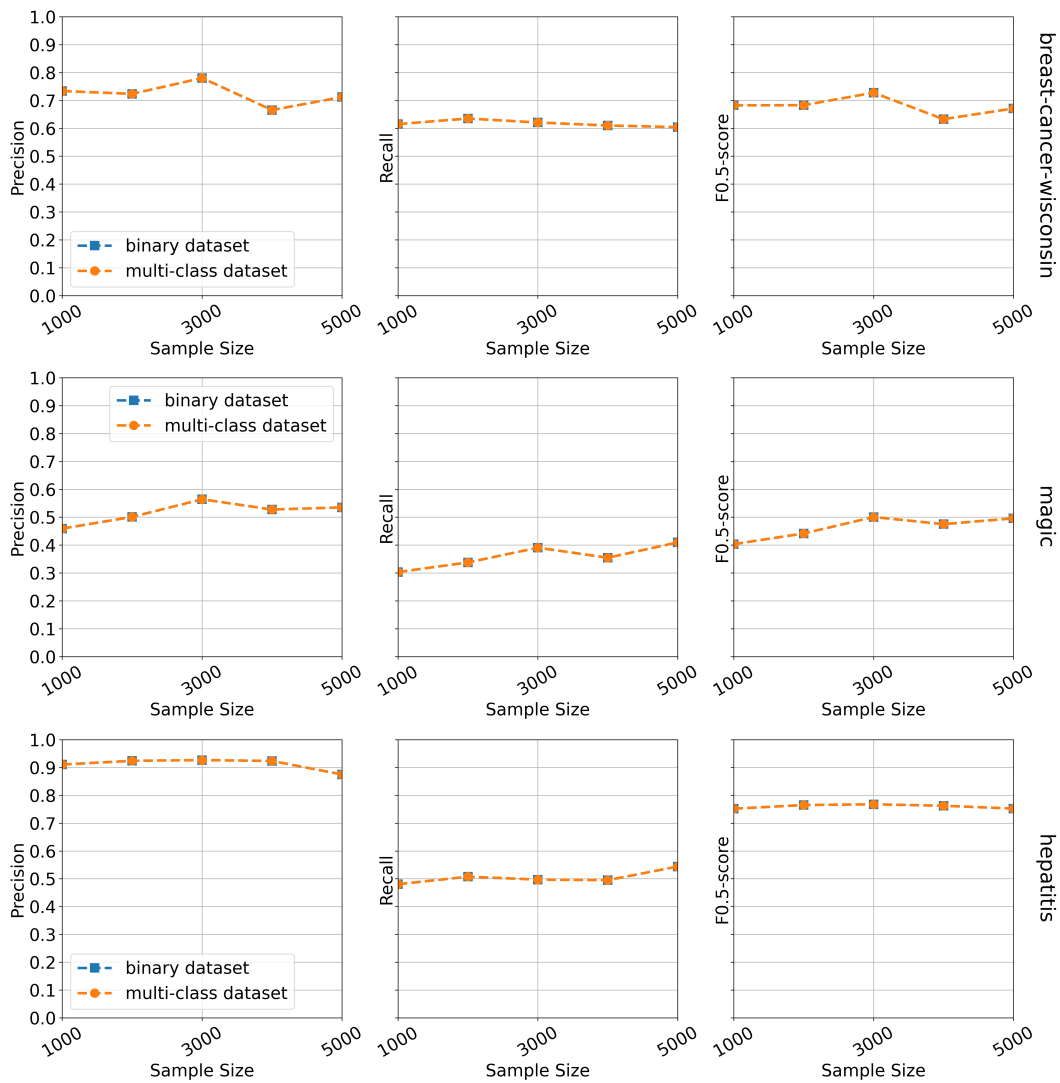 1.0
0.9
0.8
0.7
0.6
0.5
0.4
0.3
0.2
0.1
0.0
Precision
binary dataset
multi-class dataset
1000
3000
5000
Sample Size
Recall
1000
3000
5000
Sample Size
F0.5-score
1000
3000
5000
Sample Size
breast-cancer-wisconsin
1.0
0.9
0.8
0.7
0.6
0.5
0.4
0.3
0.2
0.1
0.0
Precision
binary dataset
multi-class dataset
1000
3000
5000
Sample Size
Recall
1000
3000
5000
Sample Size
F0.5-score
1000
3000
5000
Sample Size
magic
1.0
0.9
0.8
0.7
0.6
0.5
0.4
0.3
0.2
0.1
0.0
Precision
binary dataset
multi-class dataset
1000
3000
5000
Sample Size
Recall
1000
3000
5000
Sample Size
F0.5-score
1000
3000
5000
Sample Size
hepatitis